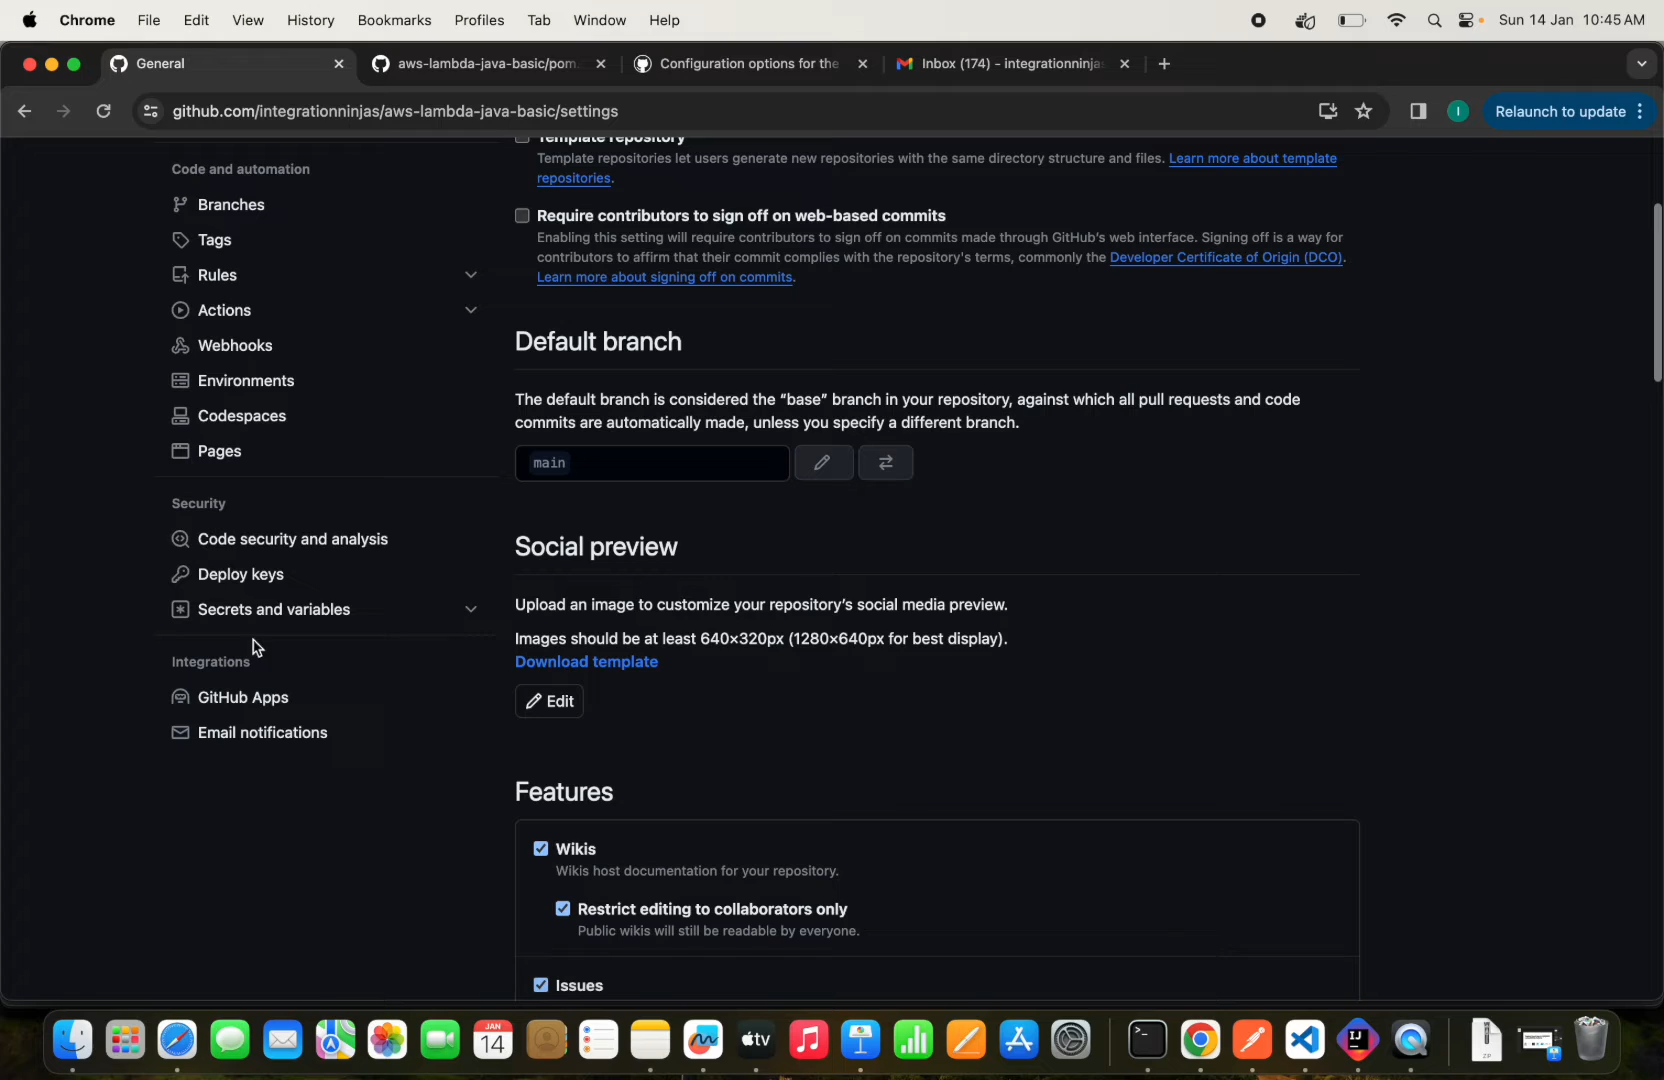 Chrome File Edit View History Bookmarks Profiles Tab Window Help Sun 14 Jan 10:45 AM
General aws-lambda-java-basic/pom. Configuration options for the Inbox (174) - integrationninja
github.com/integrationninjas/aws-lambda-java-basic/settings I Relaunch to update
Template repository
Template repositories let users generate new repositories with the same directory structure and files. Learn more about template
repositories.
Code and automation
Branches
Tags
Rules
Actions
Webhooks
Environments
Codespaces
Pages
Security
Code security and analysis
Deploy keys
Secrets and variables
Integrations
GitHub Apps
Email notifications
Require contributors to sign off on web-based commits
Enabling this setting will require contributors to sign off on commits made through GitHub's web interface. Signing off is a way for
contributors to affirm that their commit complies with the repository's terms, commonly the Developer Certificate of Origin (DCO).
Learn more about signing off on commits.
Default branch
The default branch is considered the "base" branch in your repository, against which all pull requests and code
commits are automatically made, unless you specify a different branch.
main
Social preview
Upload an image to customize your repository's social media preview.
Images should be at least 640×320px (1280×640px for best display).
Download template
Edit
Features
Wikis
Wikis host documentation for your repository.
Restrict editing to collaborators only
Public wikis will still be readable by everyone.
Issues
JAN
14
tv
IJ
ZIP